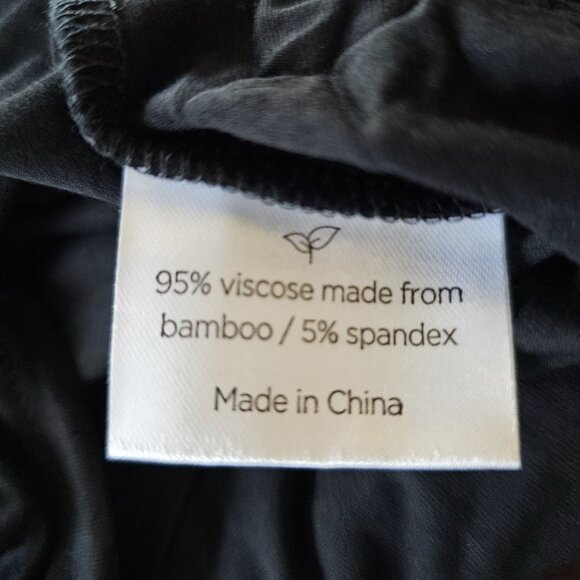 95% viscose made from
bamboo / 5% spandex
Made in China